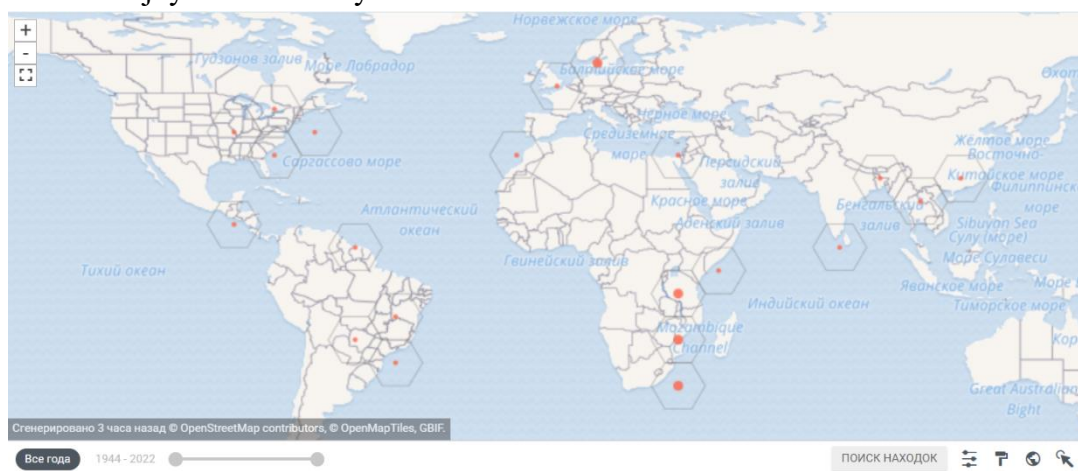 Норвежское море
+
-
Гудзонов залив
Море Лабрадор
Балтийское море
Охот
Черное море
Средиземное
море
Желтое море
Восточно-
Китайское море
Филиппинск
море
Саргассово море
Персидский
залив
Красное море
Аденский залив
Бенгальский
залив
Атлантический
океан
Sibuyan Sea
Сулу (море)
Море Сулавеси
Гвинейский залив
Тихий океан
Яванское море
Море
Индийский океан
Тиморское море
Mozambique
Channel
Кор
Great Australian
Bight
Сгенерировано 3 часа назад © OpenStreetMap contributors, © OpenMapTiles, GBIF.
Все года
1944 - 2022
ПОИСК НАХОДОК